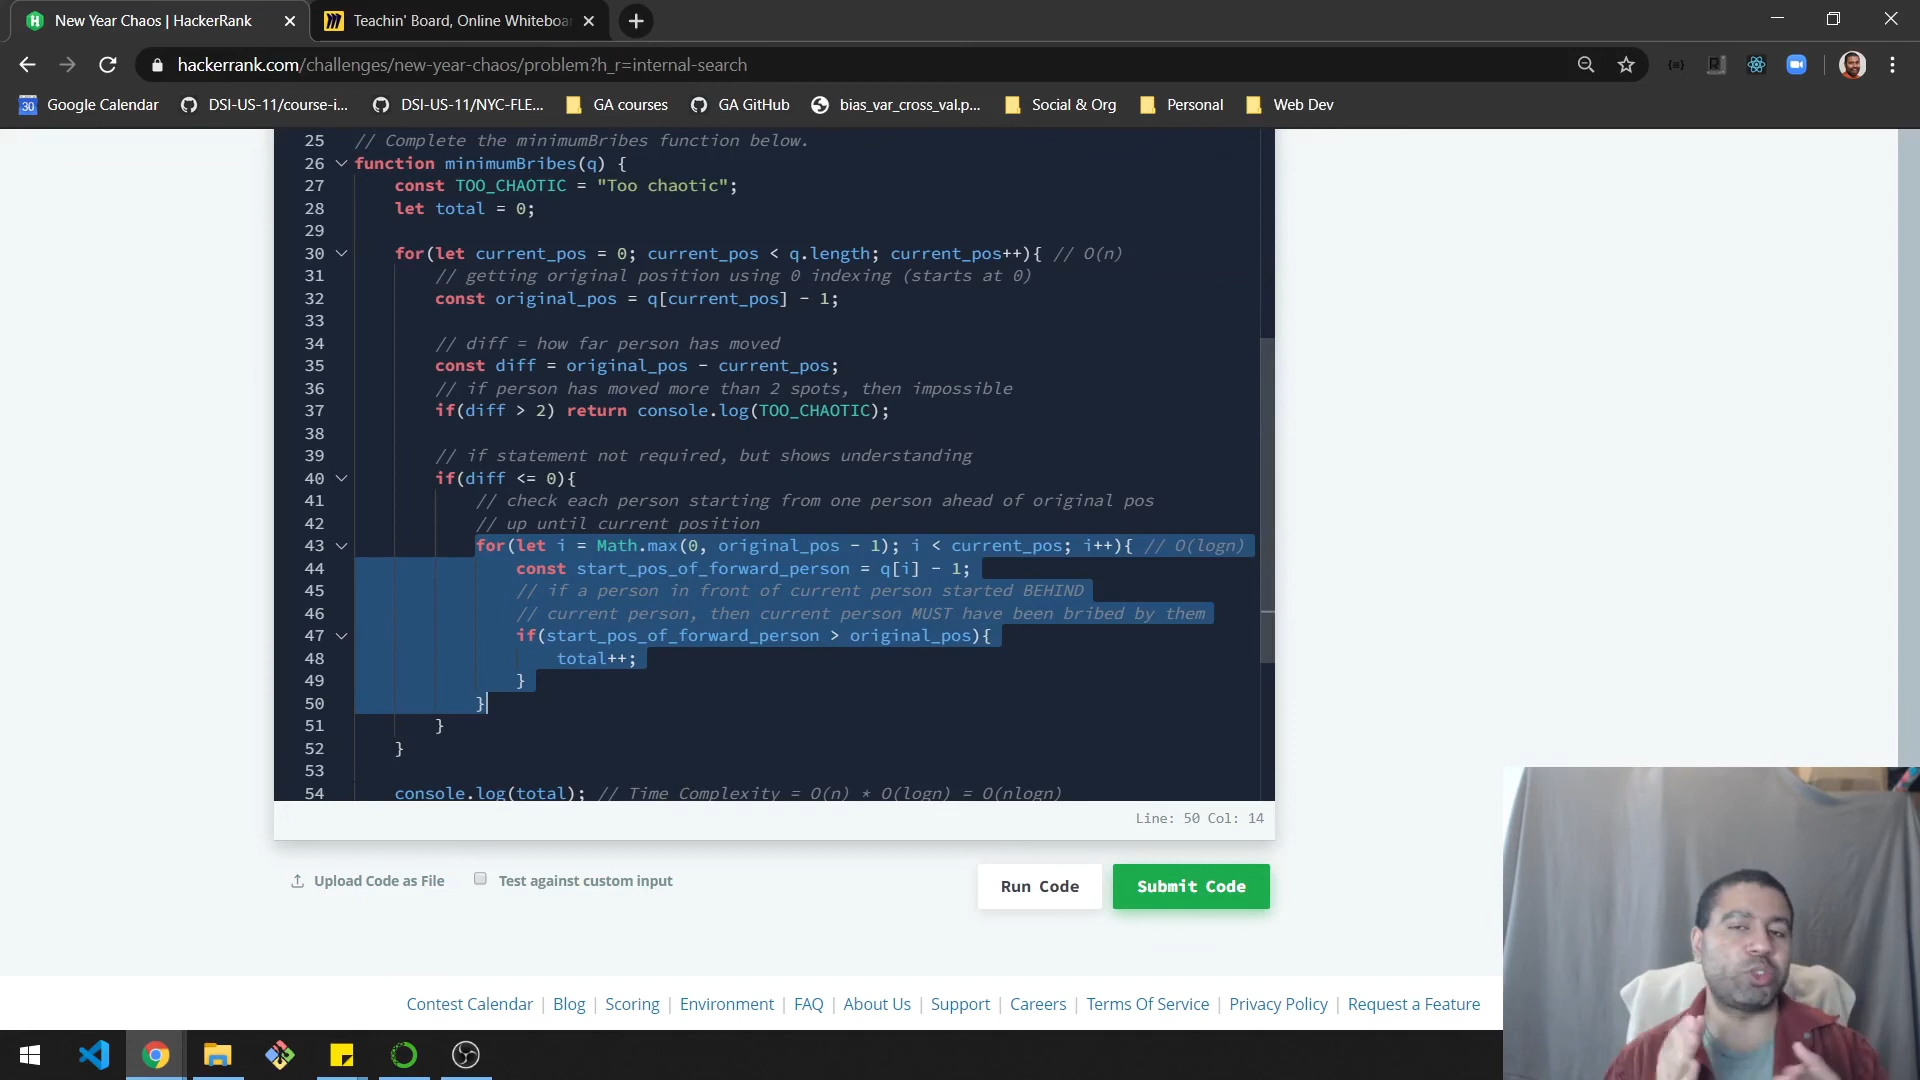 New Year Chaos | HackerRank
Teachin' Board, Online Whiteboa
hackerrank.com/challenges/new-year-chaos/problem?h_r=internal-search
30 Google Calendar
DSI-US-11/course-i...
DSI-US-11/NYC-FLE...
GA courses
GA GitHub
bias_var_cross_val.p...
Social & Org
Personal
Web Dev
25 // Complete the minimumBribes function below.
26 function minimumBribes(q) {
27 const TOO_CHAOTIC = "Too chaotic";
28 let total = 0;
29
30 for(let current_pos = 0; current_pos < q.length; current_pos++){ // O(n)
31 // getting original position using 0 indexing (starts at 0)
32 const original_pos = q[current_pos] - 1;
33
34 // diff = how far person has moved
35 const diff = original_pos - current_pos;
36 // if person has moved more than 2 spots, then impossible
37 if(diff > 2) return console.log(TOO_CHAOTIC);
38
39 // if statement not required, but shows understanding
40 if(diff <= 0){
41 // check each person starting from one person ahead of original pos
42 // up until current position
43 for(let i = Math.max(0, original_pos - 1); i < current_pos; i++){ // O(logn)
44 const start_pos_of_forward_person = q[i] - 1;
45 // if a person in front of current person started BEHIND
46 // current person, then current person MUST have been bribed by them
47 if(start_pos_of_forward_person > original_pos){
48 total++;
49 }
50 }
51 }
52 }
53
54 console.log(total); // Time Complexity = O(n) * O(logn) = O(nlogn)
Line: 50 Col: 14
Upload Code as File
Test against custom input
Run Code
Submit Code
Contest Calendar | Blog | Scoring | Environment | FAQ | About Us | Support | Careers | Terms Of Service | Privacy Policy | Request a Feature